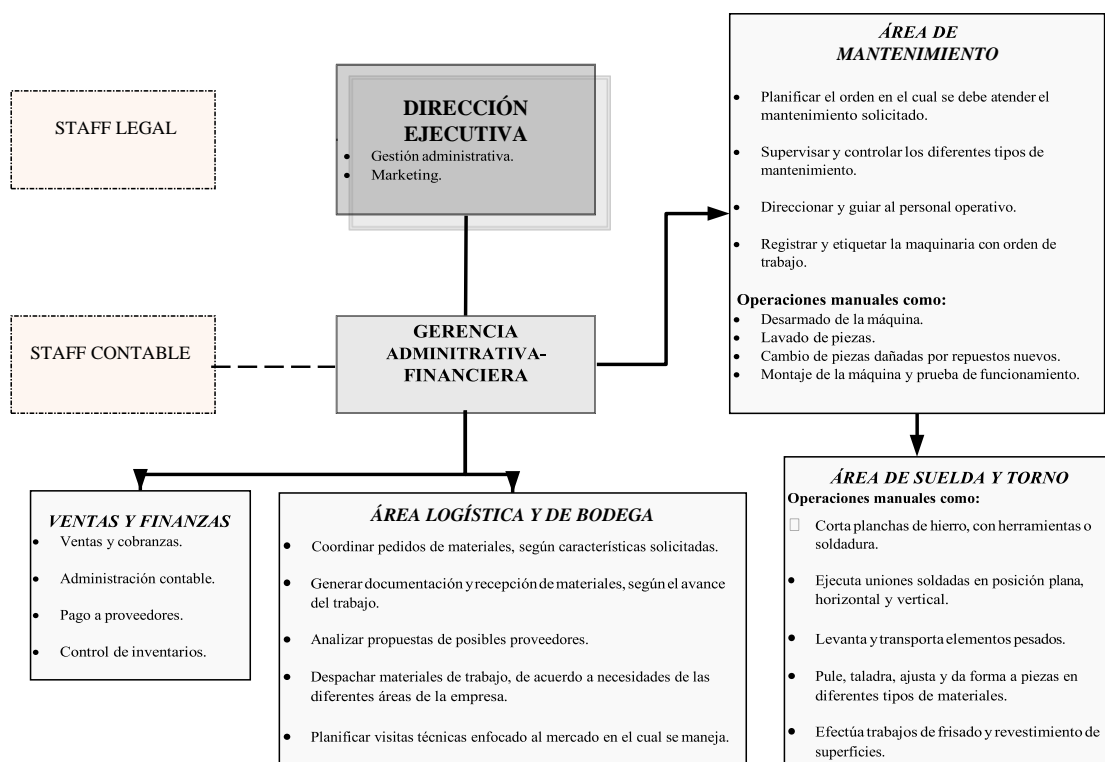 STAFF LEGAL
DIRECCIÓN
EJECUTIVA
• Gestión administrativa.
• Marketing.
ÁREA DE
MANTENIMIENTO
• Planificar el orden en el cual se debe atender el
mantenimiento solicitado.
• Supervisar y controlar los diferentes tipos de
mantenimiento.
• Direccionar y guiar al personal operativo.
• Registrar y etiquetar la maquinaria con orden de
trabajo.
Operaciones manuales como:
• Desarmado de la máquina.
• Lavado de piezas.
• Cambio de piezas dañadas por repuestos nuevos.
• Montaje de la máquina y prueba de funcionamiento.
STAFF CONTABLE
GERENCIA
ADMINITRATIVA-
FINANCIERA
VENTAS Y FINANZAS
• Ventas y cobranzas.
• Administración contable.
• Pago a proveedores.
• Control de inventarios.
ÁREA LOGÍSTICA Y DE BODEGA
• Coordinar pedidos de materiales, según características solicitadas.
• Generar documentación y recepción de materiales, según el avance
del trabajo.
• Analizar propuestas de posibles proveedores.
• Despachar materiales de trabajo, de acuerdo a necesidades de las
diferentes áreas de la empresa.
• Planificar visitas técnicas enfocado al mercado en el cual se maneja.
ÁREA DE SUELDA Y TORNO
Operaciones manuales como:
Corta planchas de hierro, con herramientas o
soldadura.
• Ejecuta uniones soldadas en posición plana,
horizontal y vertical.
• Levanta y transporta elementos pesados.
• Pule, taladra, ajusta y da forma a piezas en
diferentes tipos de materiales.
• Efectúa trabajos de frisado y revestimiento de
superficies.